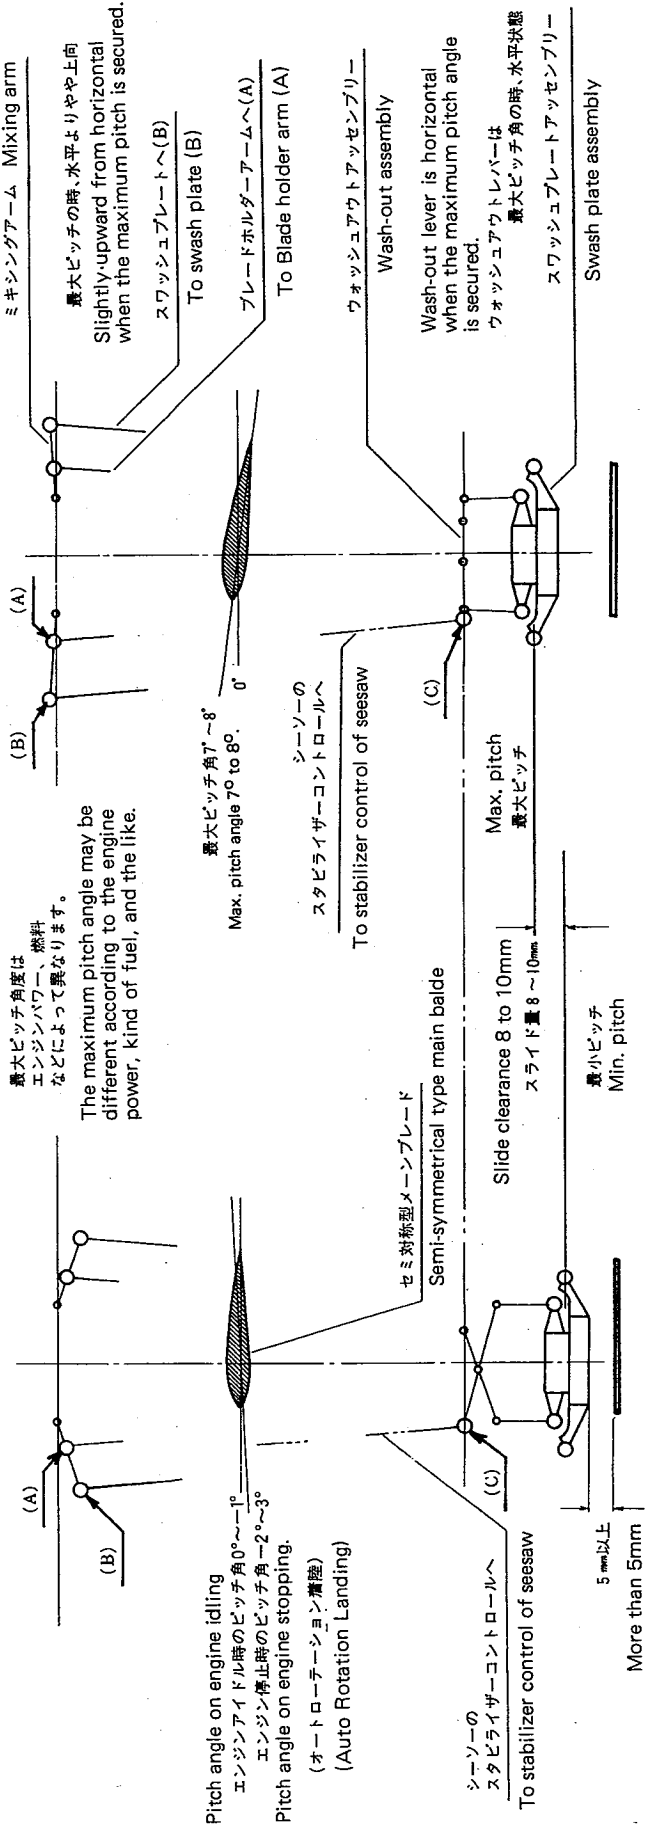 ミキシングアーム Mixing arm
最大ピッチの時、水平よりやや上向
Slightly upward from horizontal
when the maximum pitch is secured.
スワッシュプレートへ(B)
To swash plate (B)
ブレードホルダーアームへ(A)
To Blade holder arm (A)
(A)
(B)
最大ピッチ角度は
エンジンパワー、燃料
などによって異なります。
The maximum pitch angle may be
different according to the engine
power, kind of fuel, and the like.
(A)
(B)
最大ピッチ角7°～8°
Max. pitch angle 7° to 8°.
0°
Pitch angle on engine idling
エンジンアイドル時のピッチ角0°～−1°
エンジン停止時のピッチ角−2°～3°
Pitch angle on engine stopping.
(オートローテーション着陸)
(Auto Rotation Landing)
セミ対称型メーンブレード
Semi-symmetrical type main balde
シーソーの
スタビライザーコントロールへ
To stabilizer control of seesaw
ウォッシュアウトアッセンブリー
Wash-out assembly
Wash-out lever is horizontal
when the maximum pitch angle
is secured.
ウォッシュアウトレバーは
最大ピッチ角の時、水平状態
スワッシュプレートアッセンブリー
Swash plate assembly
(C)
Max. pitch
最大ピッチ
Slide clearance 8 to 10mm
スライド量8～10mm
最小ピッチ
Min. pitch
(C)
シーソーの
スタビライザーコントロールへ
To stabilizer control of seesaw
5mm以上
More than 5mm